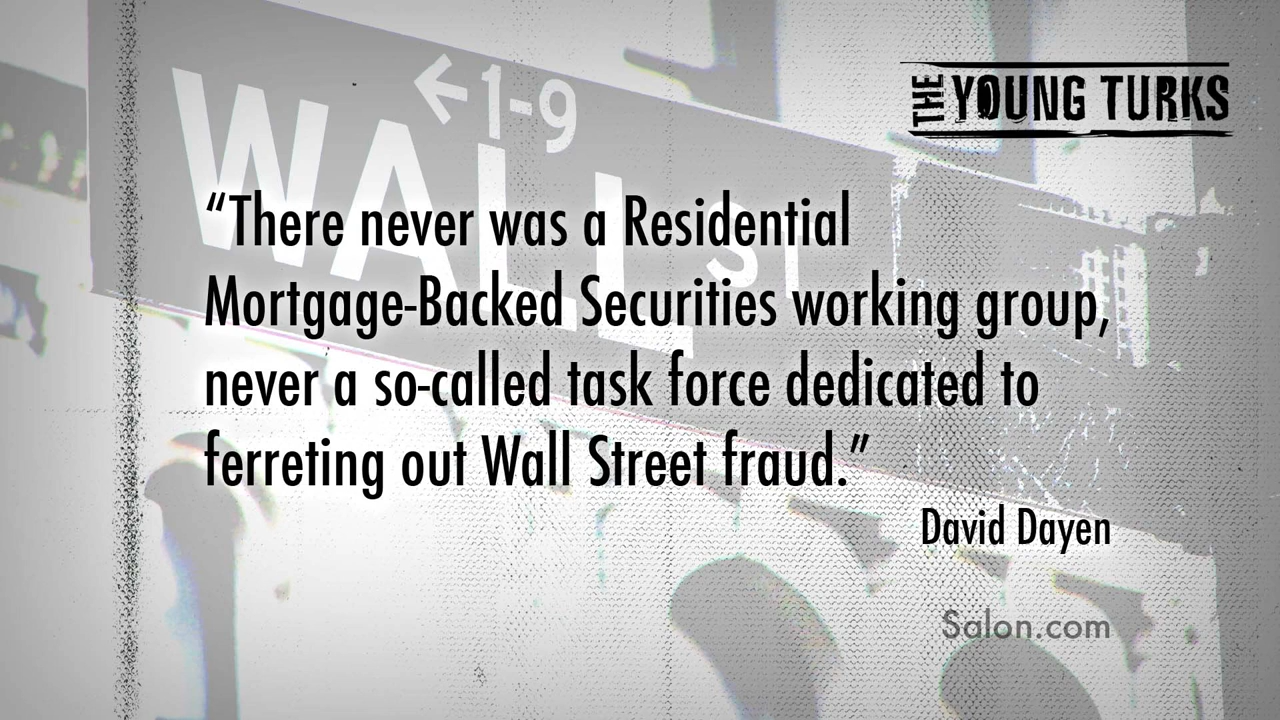 ←1-9
WALL ST
THE YOUNG TURKS
“There never was a Residential
Mortgage-Backed Securities working group,
never a so-called task force dedicated to
ferreting out Wall Street fraud.”
David Dayen
Salon.com